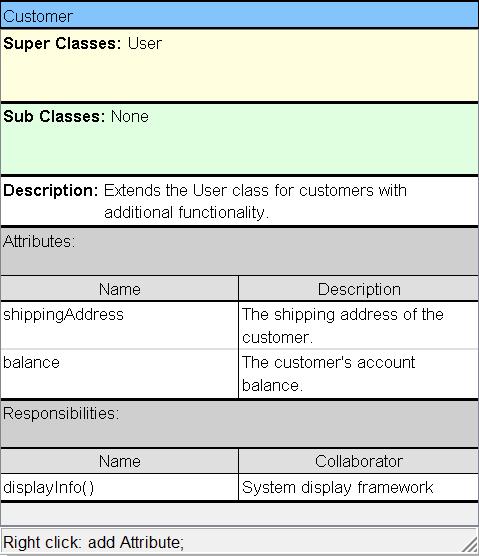 Customer
Super Classes: User
Sub Classes: None
Description: Extends the User class for customers with
additional functionality.
Attributes:
Name Description
shippingAddress The shipping address of the
customer.
balance The customer's account
balance.
Responsibilities:
Name Collaborator
displayInfo() System display framework
Right click: add Attribute;